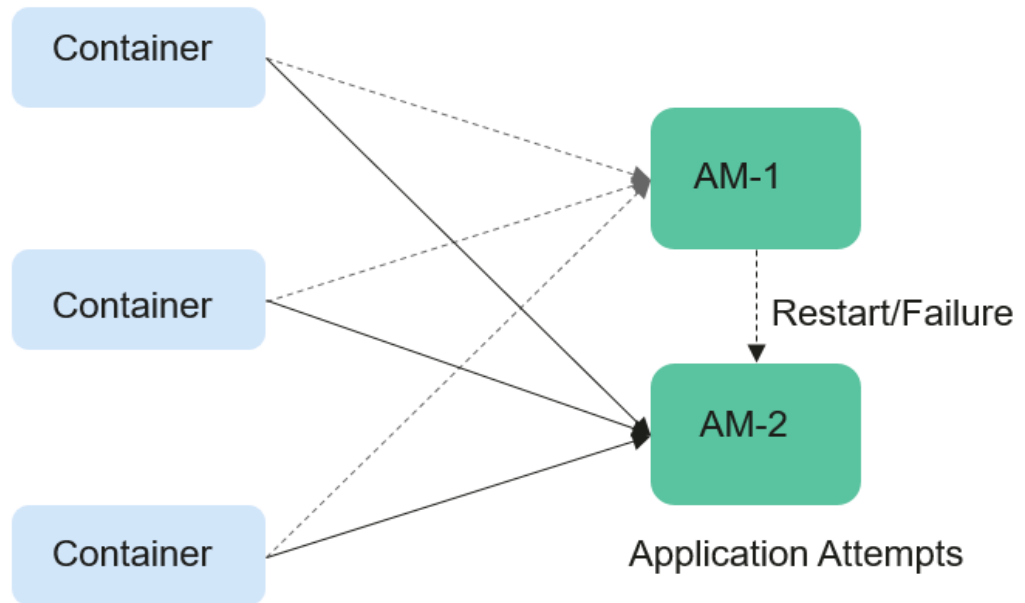 Container
AM-1
Container
Restart/Failure
AM-2
Container
Application Attempts